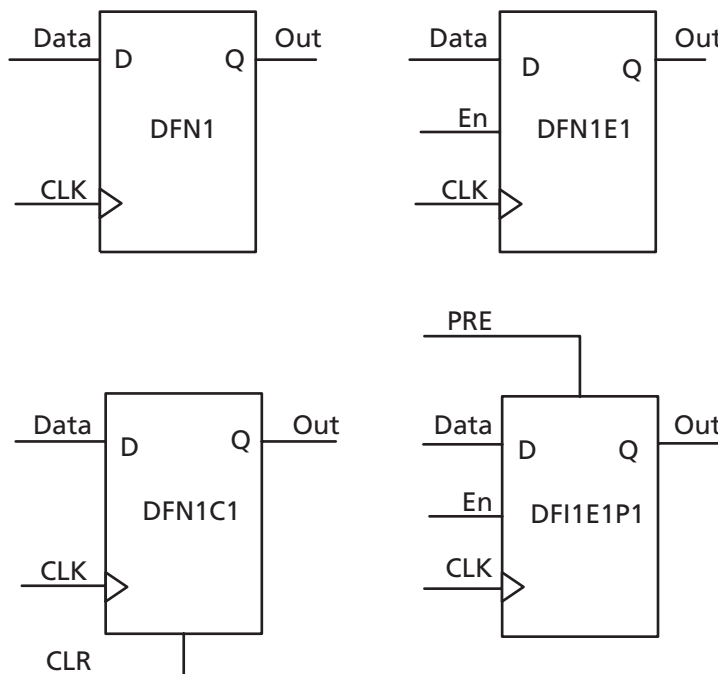 Data
D
Q
Out
DFN1
CLK
Data
D
Q
Out
En
DFN1E1
CLK
Data
D
Q
Out
DFN1C1
CLK
CLR
PRE
Data
D
Q
Out
En
DFI1E1P1
CLK